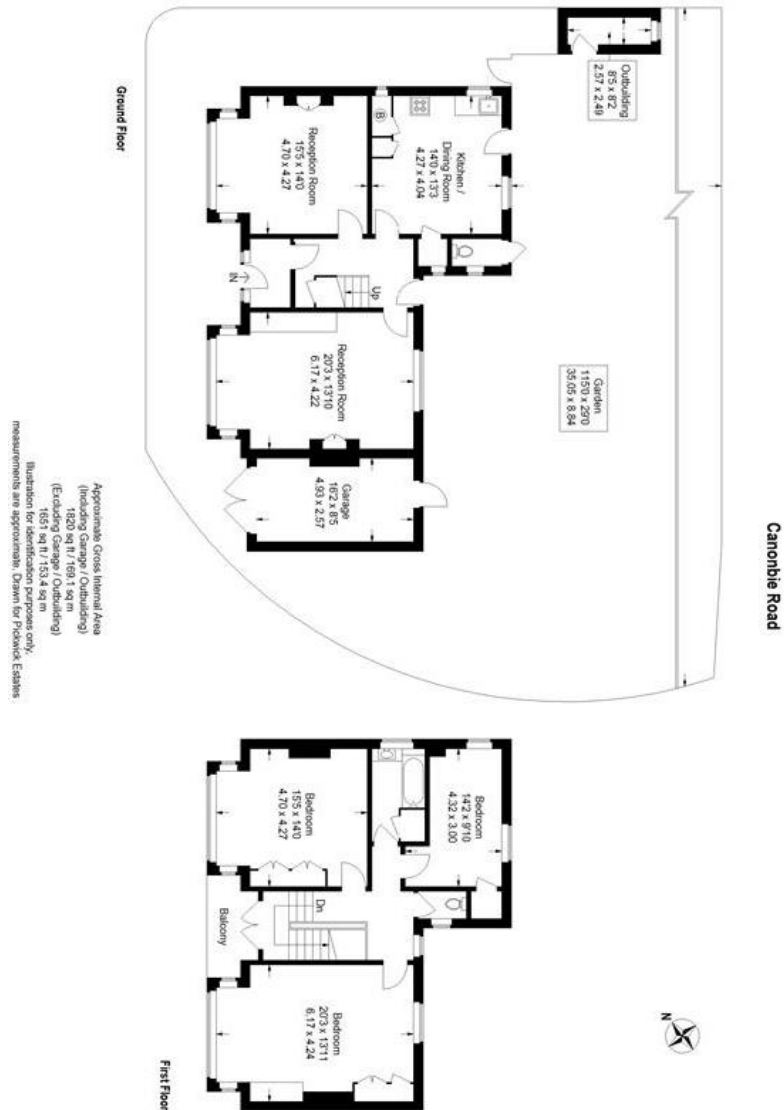 Canonbie Road
Outbuilding
8'5 x 8'2
2.57 x 2.49
Garden
115'0 x 29'0
35.05 x 8.84
Kitchen /
Dining Room
14'0 x 13'3
4.27 x 4.04
B
Reception Room
15'5 x 14'0
4.70 x 4.27
Up
IN
Reception Room
20'3 x 13'10
6.17 x 4.22
Garage
16'2 x 8'5
4.93 x 2.57
Ground Floor
Bedroom
14'2 x 9'10
4.32 x 3.00
Bedroom
15'5 x 14'0
4.70 x 4.27
Dn
Balcony
Bedroom
20'3 x 13'11
6.17 x 4.24
First Floor
N
Approximate Gross Internal Area
(Including Garage / Outbuilding)
1820 sq ft / 169.1 sq m
(Excluding Garage / Outbuilding)
1651 sq ft / 153.4 sq m
Illustration for identification purposes only,
measurements are approximate. Drawn for Pickwick Estates